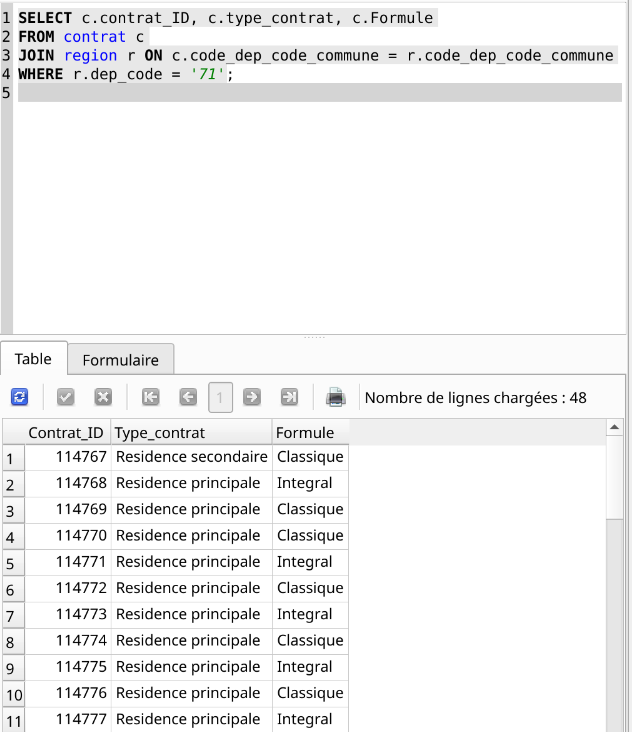 1 SELECT c.contrat_ID, c.type_contrat, c.Formule
2 FROM contrat c
3 JOIN region r ON c.code_dep_code_commune = r.code_dep_code_commune
4 WHERE r.dep_code = '71';
5
Table Formulaire
1 Nombre de lignes chargées : 48
Contrat_ID Type_contrat Formule
1 114767 Residence secondaire Classique
2 114768 Residence principale Integral
3 114769 Residence principale Classique
4 114770 Residence principale Classique
5 114771 Residence principale Integral
6 114772 Residence principale Classique
7 114773 Residence principale Integral
8 114774 Residence principale Classique
9 114775 Residence principale Integral
10 114776 Residence principale Classique
11 114777 Residence principale Integral